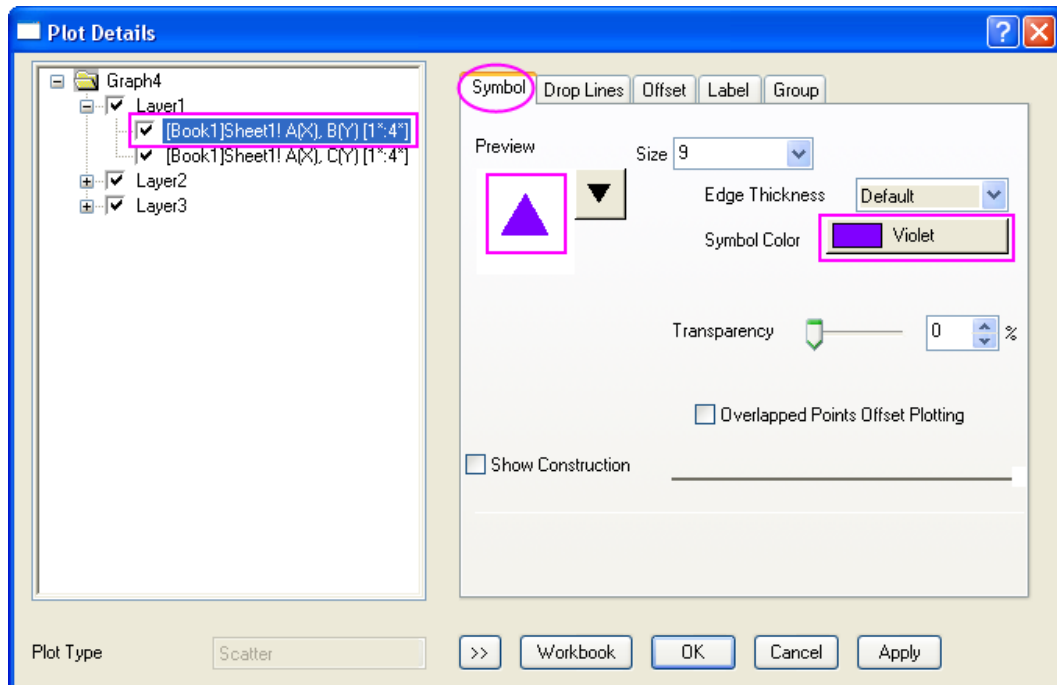 Plot Details
Graph4
Layer1
[Book1]Sheet1! A(X), B(Y) [1*:4*]
[Book1]Sheet1! A(X), C(Y) [1*:4*]
Layer2
Layer3
Symbol Drop Lines Offset Label Group
Preview
Size 9
Edge Thickness Default
Symbol Color Violet
Transparency 0 %
Overlapped Points Offset Plotting
Show Construction
Plot Type Scatter >> Workbook OK Cancel Apply